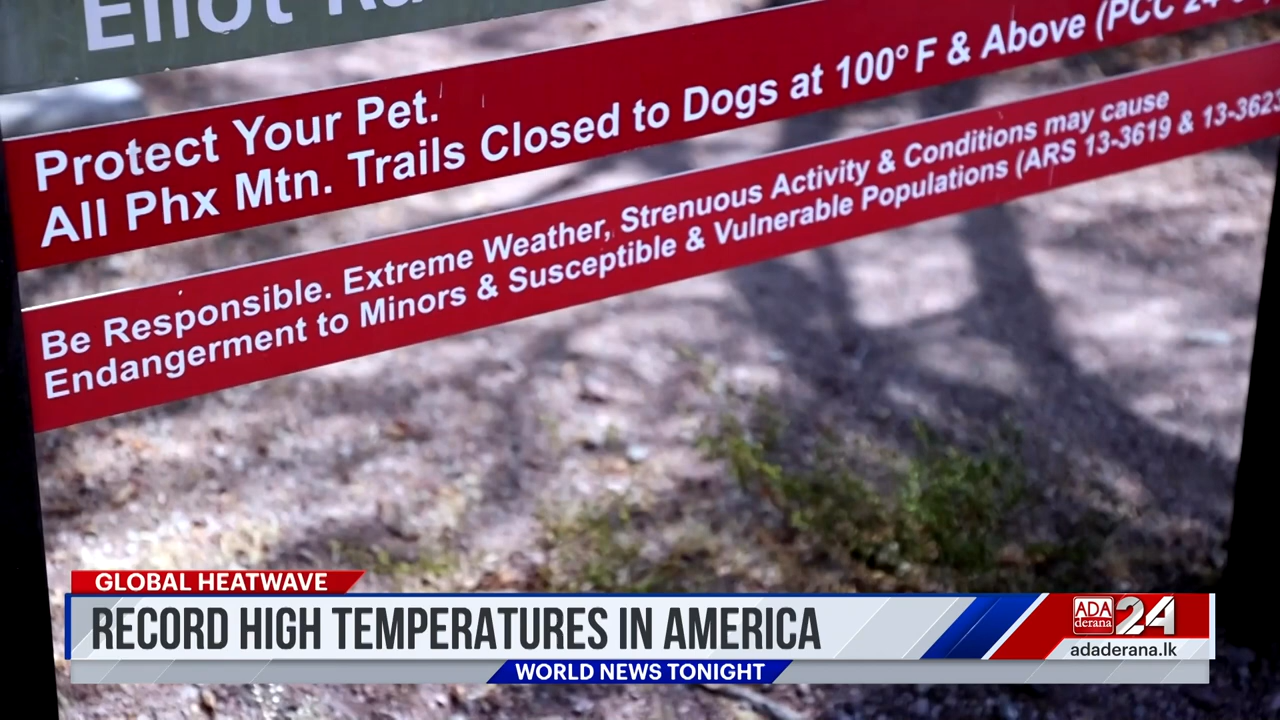 Eliot
Protect Your Pet.
All Phx Mtn. Trails Closed to Dogs at 100° F & Above (PCC
Be Responsible. Extreme Weather, Strenuous Activity & Conditions may cause
Endangerment to Minors & Susceptible & Vulnerable Populations (ARS 13-3619 & 13-3623
GLOBAL HEATWAVE
RECORD HIGH TEMPERATURES IN AMERICA
ADA
derana
24
adaderana.lk
WORLD NEWS TONIGHT